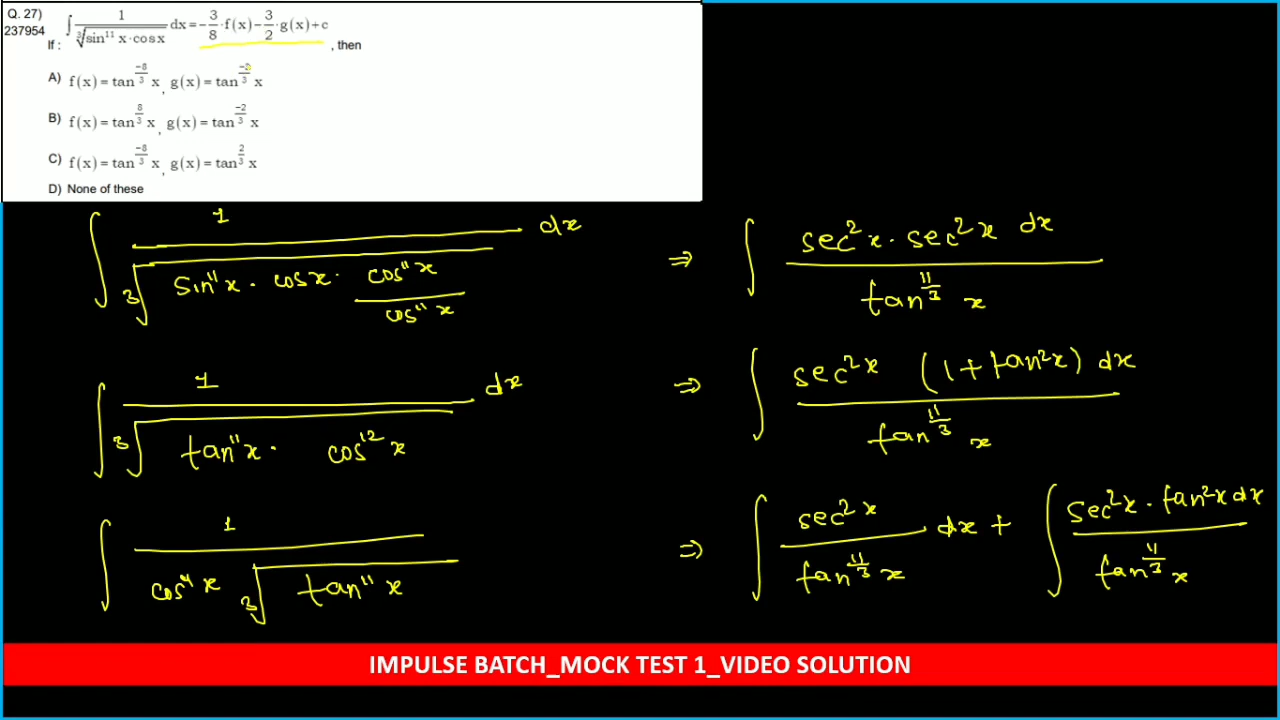 Q. 27)
237954
If : ∫ 1/∛(sin¹¹ x·cosx) dx = −3/8·f(x)−3/2·g(x)+c , then
A) f(x) = tan^(−8/3) x, g(x) = tan^(/3) x
B) f(x) = tan^(8/3) x, g(x) = tan^(−2/3) x
C) f(x) = tan^(−8/3) x, g(x) = tan^(2/3) x
D) None of these
∫ 1/∛(sin¹¹x · cosx · cos¹¹x/cos¹¹x) dx
∫ 1/∛(tan¹¹x · cos¹²x) dx
∫ 1/(cos⁴x ∛(tan¹¹x))
⇒ ∫ sec²x · sec²x dx / tan^(11/3) x
⇒ ∫ sec²x (1 + tan²x) dx / tan^(11/3) x
⇒ ∫ sec²x / tan^(11/3) x dx + ∫ sec²x · tan²x dx / tan^(11/3) x
IMPULSE BATCH_MOCK TEST 1_VIDEO SOLUTION